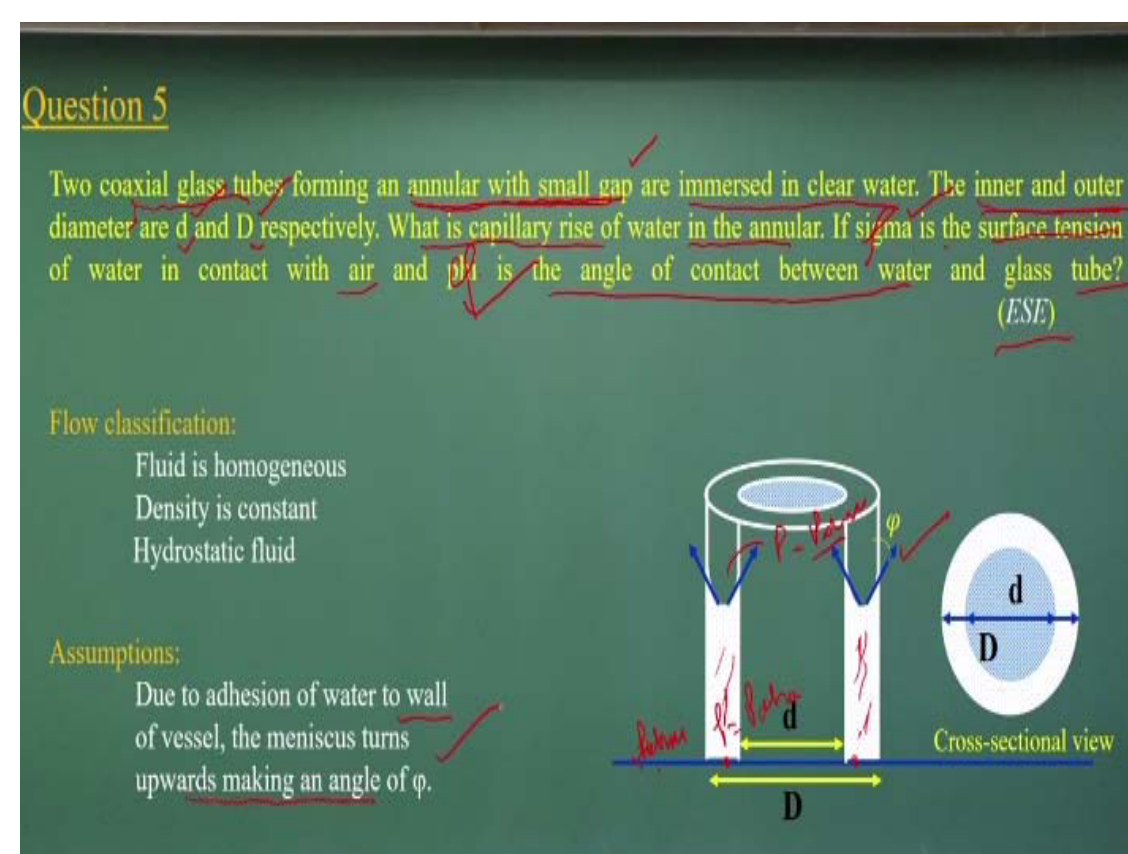 Question 5
Two coaxial glass tubes forming an annular with small gap are immersed in clear water. The inner and outer
diameter are d and D respectively. What is capillary rise of water in the annular. If sigma is the surface tension
of water in contact with air and phi is the angle of contact between water and glass tube?
(ESE)
Flow classification:
Fluid is homogeneous
Density is constant
Hydrostatic fluid
Assumptions:
Due to adhesion of water to wall
of vessel, the meniscus turns
upwards making an angle of φ.
P = Patm
φ
d
D
Patm
d
D
Cross-sectional view